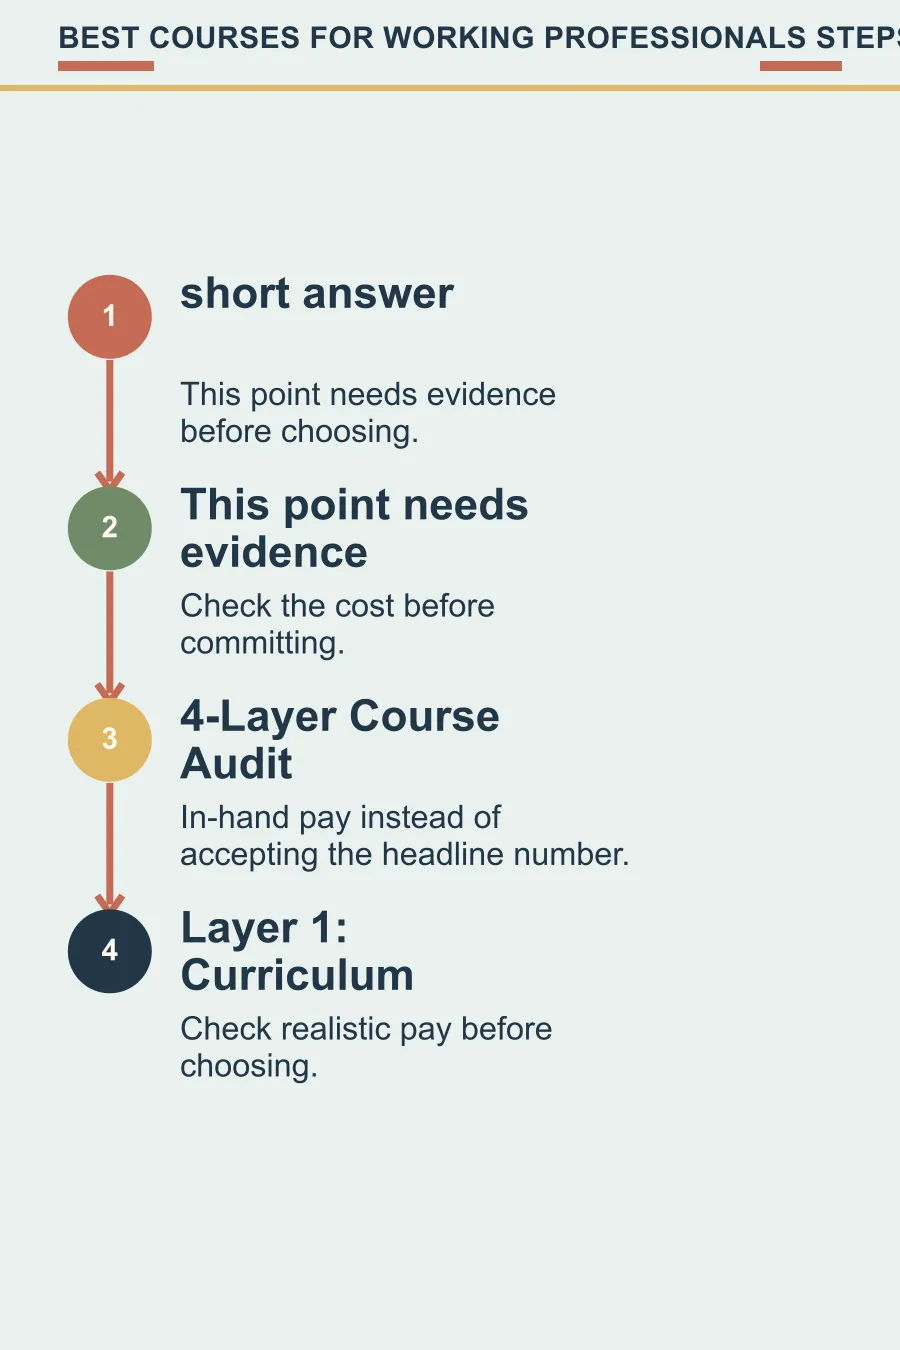 BEST COURSES FOR WORKING PROFESSIONALS STEPS
1
short answer
This point needs evidence
before choosing.
2
This point needs
evidence
Check the cost before
committing.
3
4-Layer Course
Audit
In-hand pay instead of
accepting the headline number.
4
Layer 1:
Curriculum
Check realistic pay before
choosing.